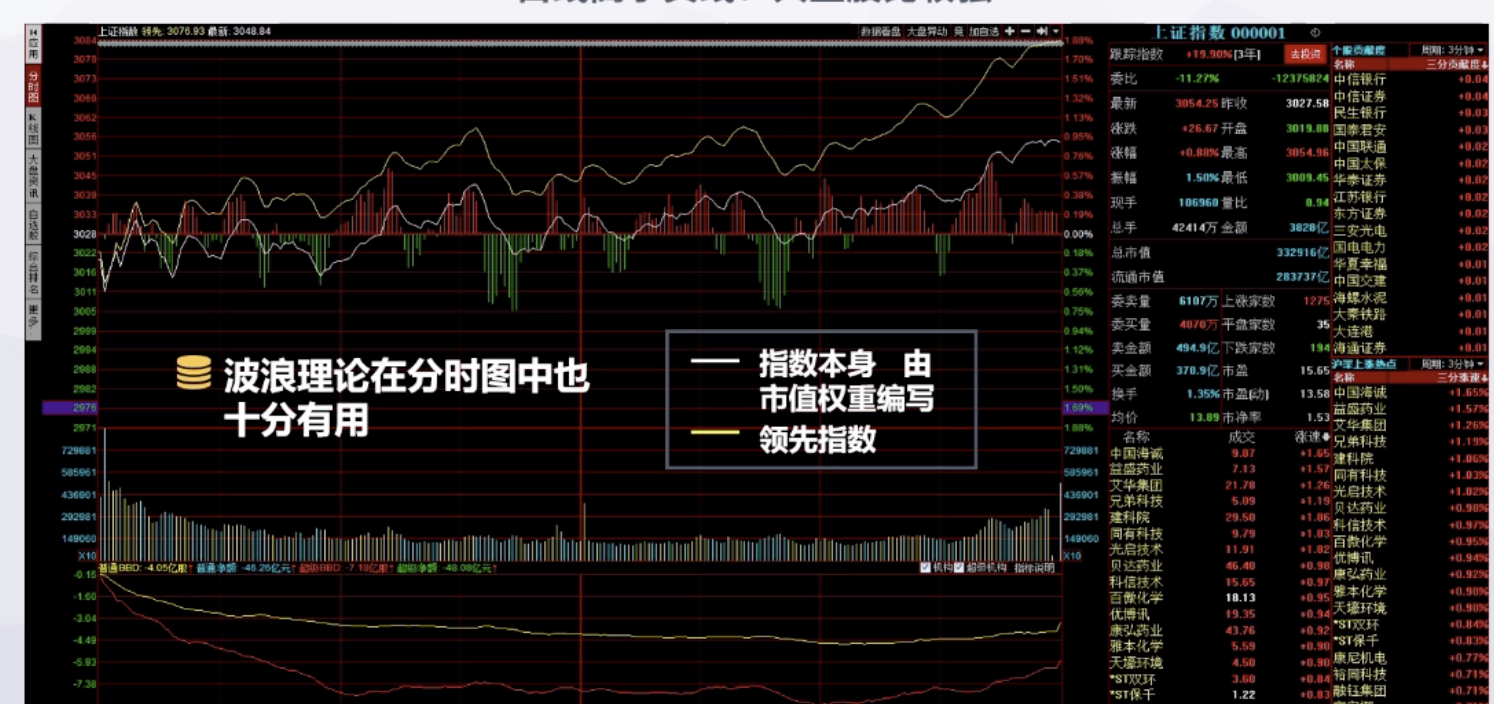 上证指数 领先: 3076.93 最新: 3048.84
数据看盘 大盘异动 竞 加自选
应用
分时图
K线图
大盘资讯
自选股
综合排名
更多
3084
3079
3073
3068
3062
3056
3051
3045
3039
3033
3028
3022
3016
3011
3005
2999
2994
2988
2982
2976
2971
729881
585961
436901
292981
149060
X10
1.88%
1.70%
1.51%
1.32%
1.13%
0.95%
0.76%
0.57%
0.38%
0.19%
0.00%
0.18%
0.37%
0.56%
0.75%
0.94%
1.12%
1.31%
1.50%
1.69%
1.88%
729881
585961
436901
292981
149060
X10
波浪理论在分时图中也
十分有用
指数本身 由
市值权重编写
领先指数
普通BBD: -4.05亿股↑ 普通净额: -46.26亿元↑ 超级BBD: -7.18亿股↑ 超级净额: -48.08亿元↑
机构 超级机构 指标说明
-0.15
-1.60
-3.04
-4.49
-5.93
-7.38
上证指数 000001
跟踪指数 +19.90%[3年] 去投资
委比 -11.27% -12375824
最新 3054.25 昨收 3027.58
涨跌 +26.67 开盘 3019.88
涨幅 +0.88% 最高 3054.96
振幅 1.50% 最低 3009.45
现手 106960 量比 0.94
总手 42414万 金额 3828亿
总市值 332916亿
流通市值 283737亿
委卖量 6107万 上涨家数 1275
委买量 4870万 平盘家数 35
卖金额 494.9亿 下跌家数 194
买金额 370.9亿 市盈 15.65
换手 1.35% 市盈(动) 13.58
均价 13.89 市净率 1.53
名称 成交 涨速
中国海诚 9.87 +1.65
益盛药业 7.13 +1.57
艾华集团 21.78 +1.26
兄弟科技 5.09 +1.19
建科院 29.50 +1.06
同有科技 9.79 +1.03
光启技术 11.91 +1.02
贝达药业 46.40 +0.98
科信技术 15.65 +0.97
百傲化学 18.13 +0.95
优博讯 19.35 +0.94
康弘药业 43.76 +0.92
雅本化学 5.59 +0.90
天壕环境 4.50 +0.90
*ST双环 3.60 +0.84
*ST保千 1.22 +0.83
个股贡献度 周期: 3分钟
名称 三分贡献度
中信银行 +0.04
中信证券 +0.04
民生银行 +0.03
国泰君安 +0.03
中国联通 +0.02
中国太保 +0.02
华泰证券 +0.02
江苏银行 +0.02
东方证券 +0.02
三安光电 +0.02
国电电力 +0.02
华夏幸福 +0.01
中国交建 +0.01
海螺水泥 +0.01
大秦铁路 +0.01
大连港 +0.01
海通证券 +0.01
沪深上涨热点 周期: 3分钟
名称 三分涨速
中国海诚 +1.65%
益盛药业 +1.57%
艾华集团 +1.26%
兄弟科技 +1.19%
建科院 +1.06%
同有科技 +1.03%
光启技术 +1.02%
贝达药业 +0.98%
科信技术 +0.97%
百傲化学 +0.95%
优博讯 +0.94%
康弘药业 +0.92%
雅本化学 +0.90%
天壕环境 +0.90%
*ST双环 +0.84%
*ST保千 +0.83%
康尼机电 +0.77%
裕同科技 +0.71%
融钰集团 +0.71%